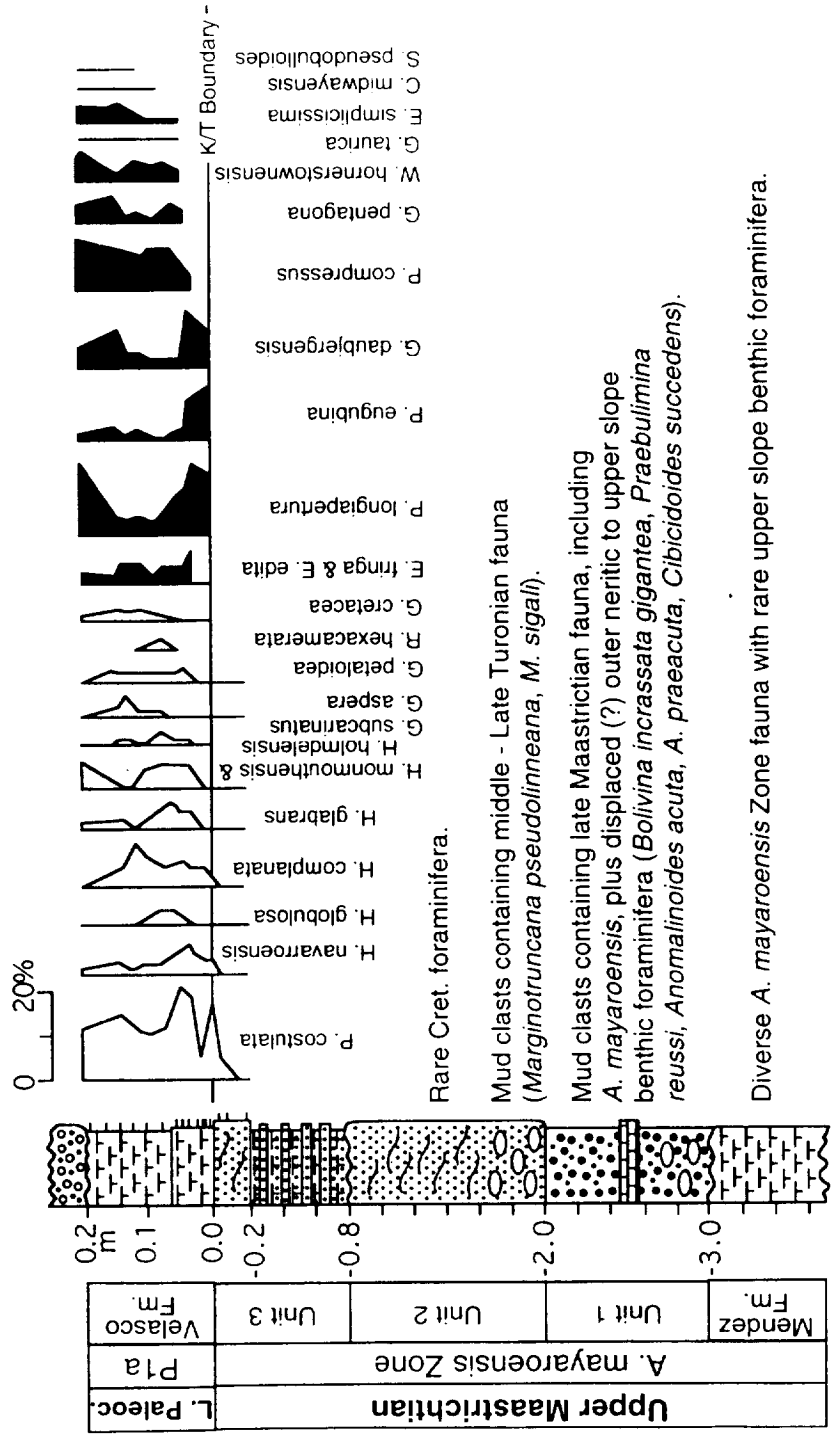 L. Paleoc.
Upper Maastrichtian
P1a
A. mayaroensis Zone
Velasco
Fm.
Unit 3
Unit 2
Unit 1
Mendez
Fm.
0.2
m
0.1
0.0
-0.2
-0.8
-2.0
-3.0
0
20%
P. costulata
H. navarroensis
H. globulosa
H. complanata
H. glabrans
H. monmouthensis &
H. holmdelensis
G. subcarinatus
G. aspera
G. petaloidea
R. hexacamerata
G. cretacea
E. fringa & E. edita
P. longiapertura
P. eugubina
G. daubjergensis
P. compressus
G. pentagona
W. hornerstownensis
G. taurica
E. simplicissima
C. midwayensis
S. pseudobulloides
K/T Boundary -
Rare Cret. foraminifera.
Mud clasts containing middle - Late Turonian fauna
(Marginotruncana pseudolinneana, M. sigali).
Mud clasts containing late Maastrictian fauna, including
A. mayaroensis, plus displaced (?) outer neritic to upper slope
benthic foraminifera (Bolivina incrassata gigantea, Praebulimina
reussi, Anomalinoides acuta, A. praeacuta, Cibicidoides succedens).
Diverse A. mayaroensis Zone fauna with rare upper slope benthic foraminifera.